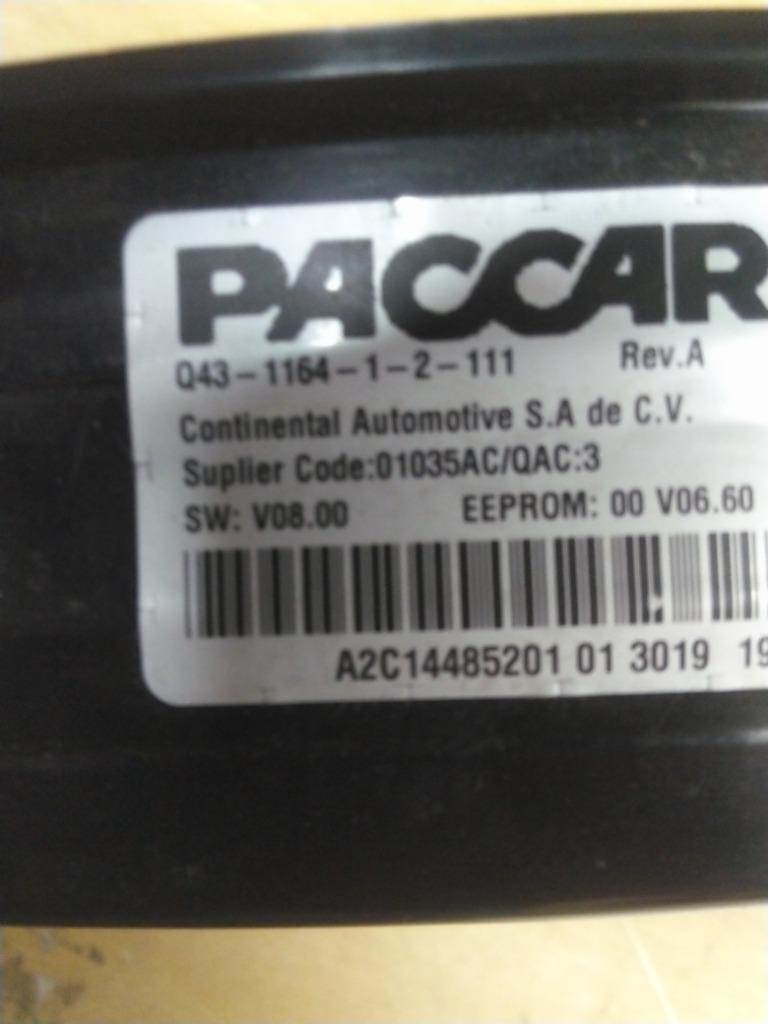 PACCAR
Q43-1164-1-2-111 Rev.A
Continental Automotive S.A de C.V.
Suplier Code:01035AC/QAC:3
SW: V08.00 EEPROM: 00 V06.60
A2C14485201 01 3019 19